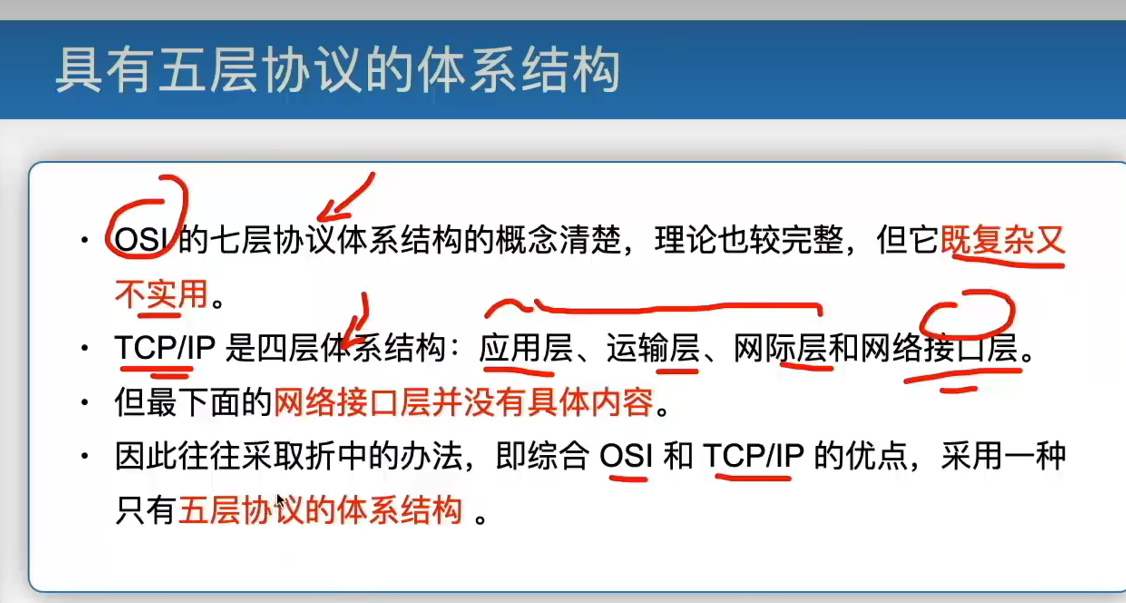 具有五层协议的体系结构
• OSI 的七层协议体系结构的概念清楚，理论也较完整，但它既复杂又
不实用。
• TCP/IP 是四层体系结构：应用层、运输层、网际层和网络接口层。
• 但最下面的网络接口层并没有具体内容。
• 因此往往采取折中的办法，即综合 OSI 和 TCP/IP 的优点，采用一种
只有五层协议的体系结构 。